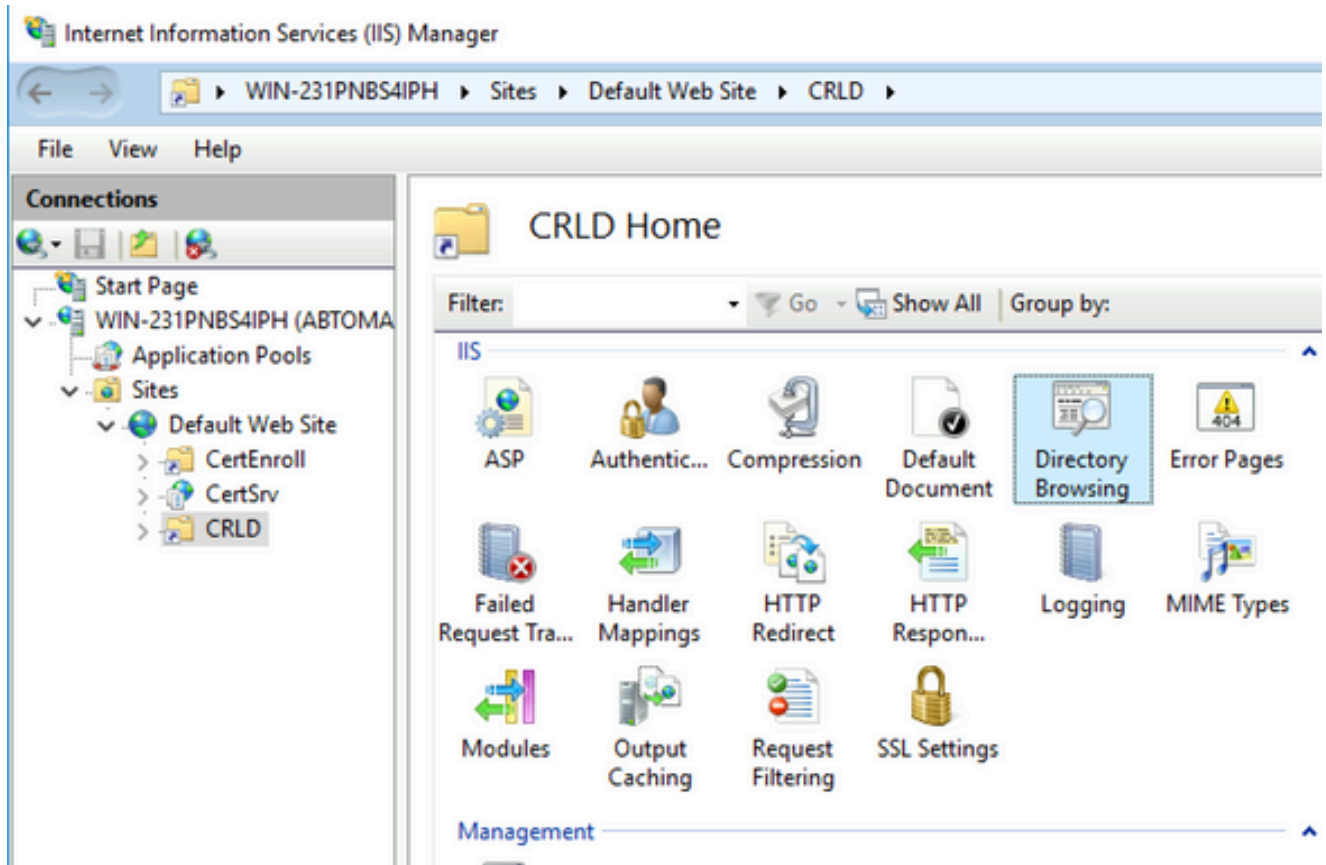 Internet Information Services (IIS) Manager
WIN-231PNBS4IPH Sites Default Web Site CRLD
File View Help
Connections
Start Page
WIN-231PNBS4IPH (ABTOMA
Application Pools
Sites
Default Web Site
CertEnroll
CertSrv
CRLD
CRLD Home
Filter: Go Show All Group by:
IIS
ASP Authentic... Compression Default Document Directory Browsing Error Pages
404
Failed Request Tra... Handler Mappings HTTP Redirect HTTP Respon... Logging MIME Types
Modules Output Caching Request Filtering SSL Settings
Management